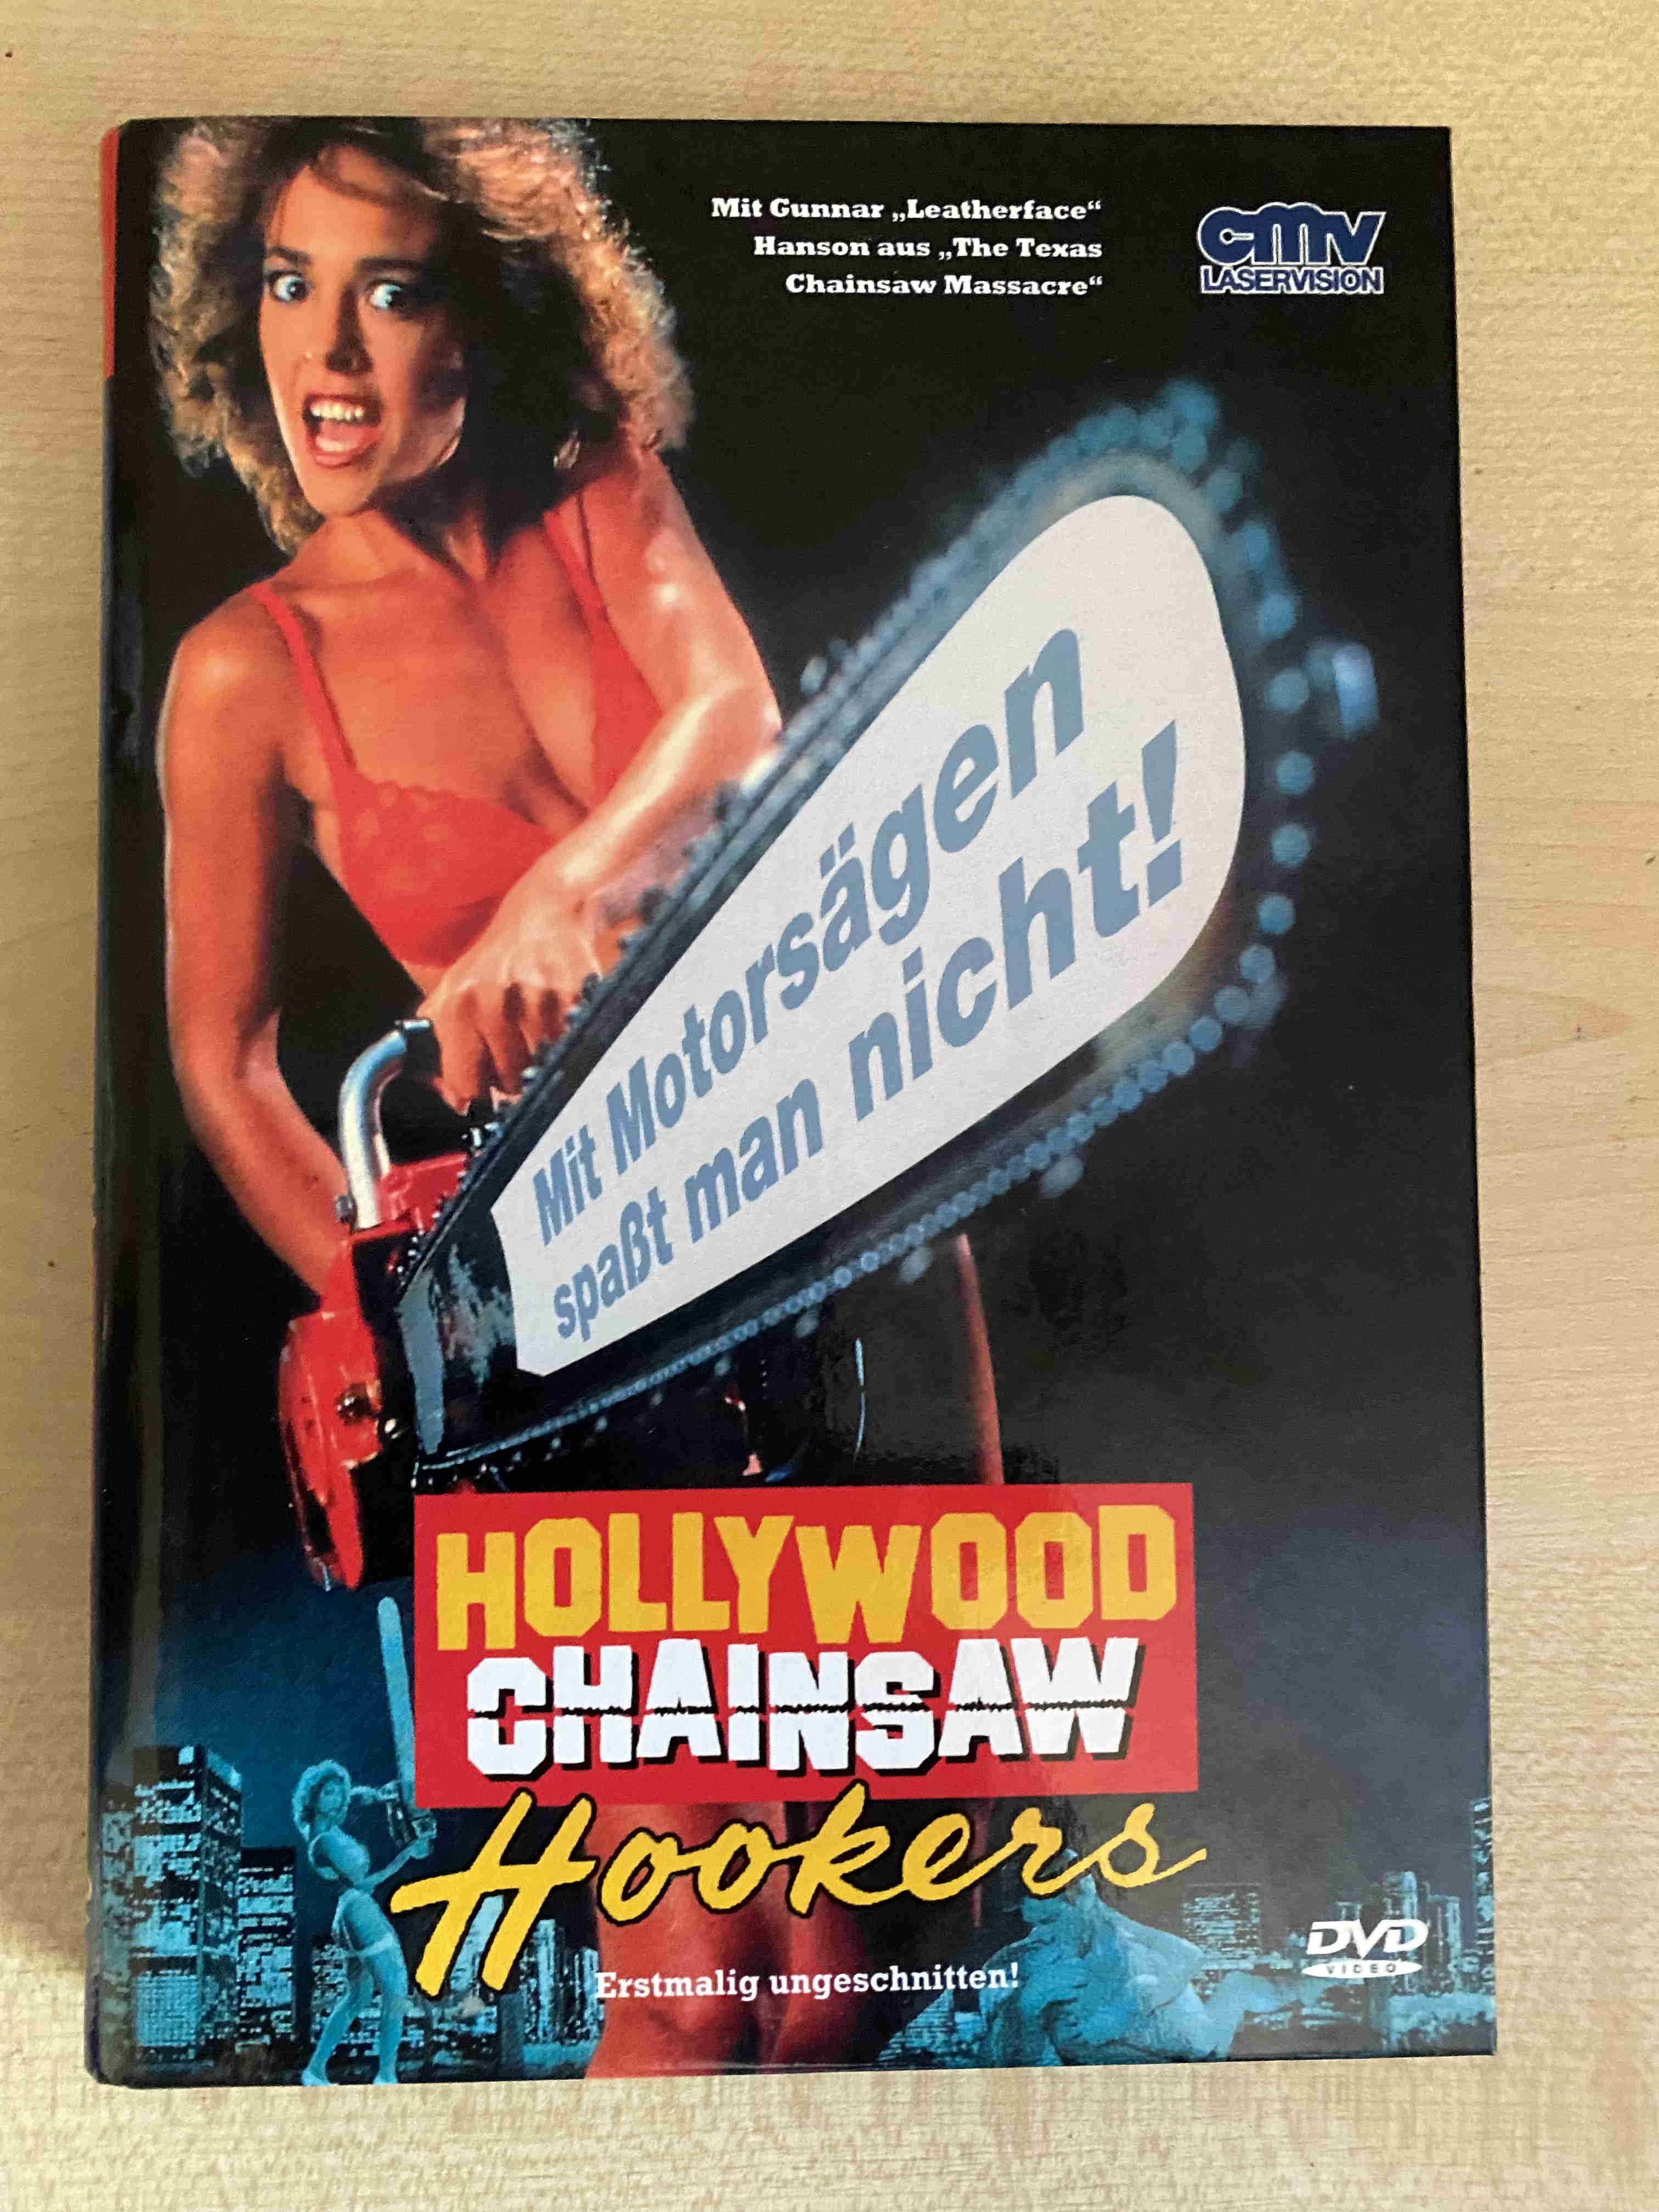 Mit Gunnar „Leatherface“
Hanson aus „The Texas
Chainsaw Massacre“
cmv
LASERVISION
Mit Motorsägen
spaßt man nicht!
HOLLYWOOD
CHAINSAW
Hookers
Erstmalig ungeschnitten!
DVD
VIDEO